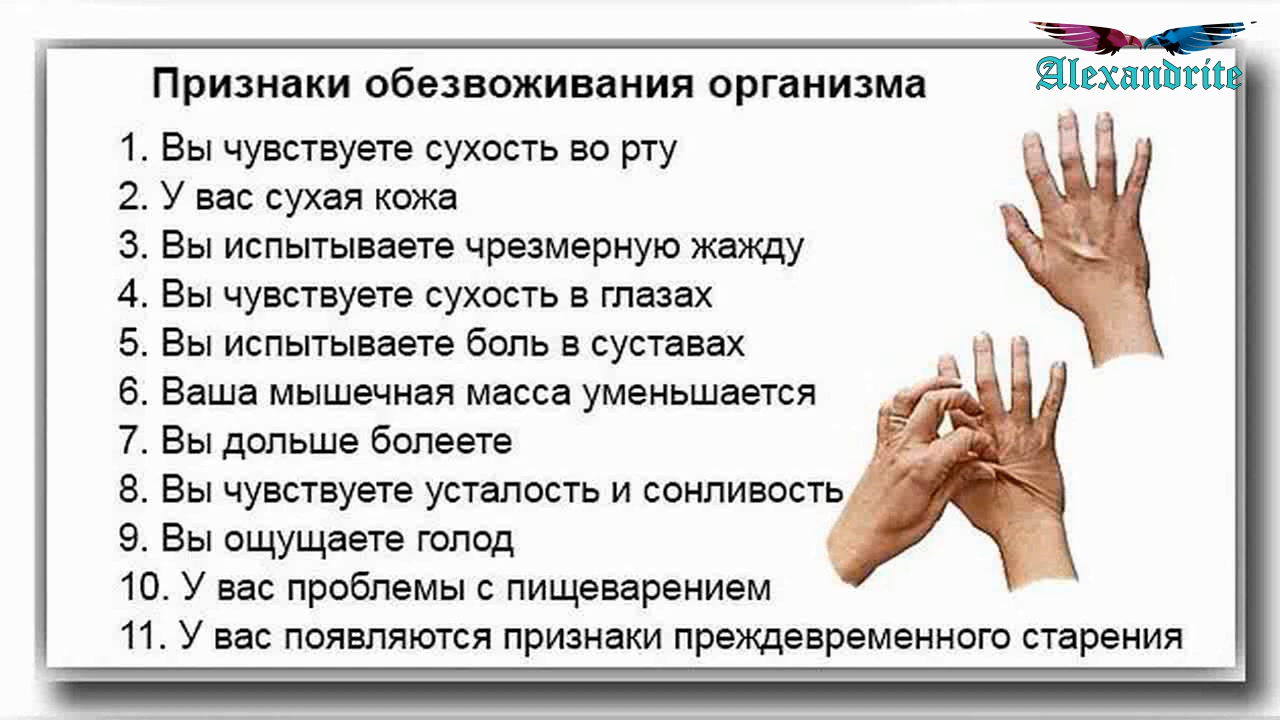 Alexandrite
Признаки обезвоживания организма
1. Вы чувствуете сухость во рту
2. У вас сухая кожа
3. Вы испытываете чрезмерную жажду
4. Вы чувствуете сухость в глазах
5. Вы испытываете боль в суставах
6. Ваша мышечная масса уменьшается
7. Вы дольше болеете
8. Вы чувствуете усталость и сонливость
9. Вы ощущаете голод
10. У вас проблемы с пищеварением
11. У вас появляются признаки преждевременного старения